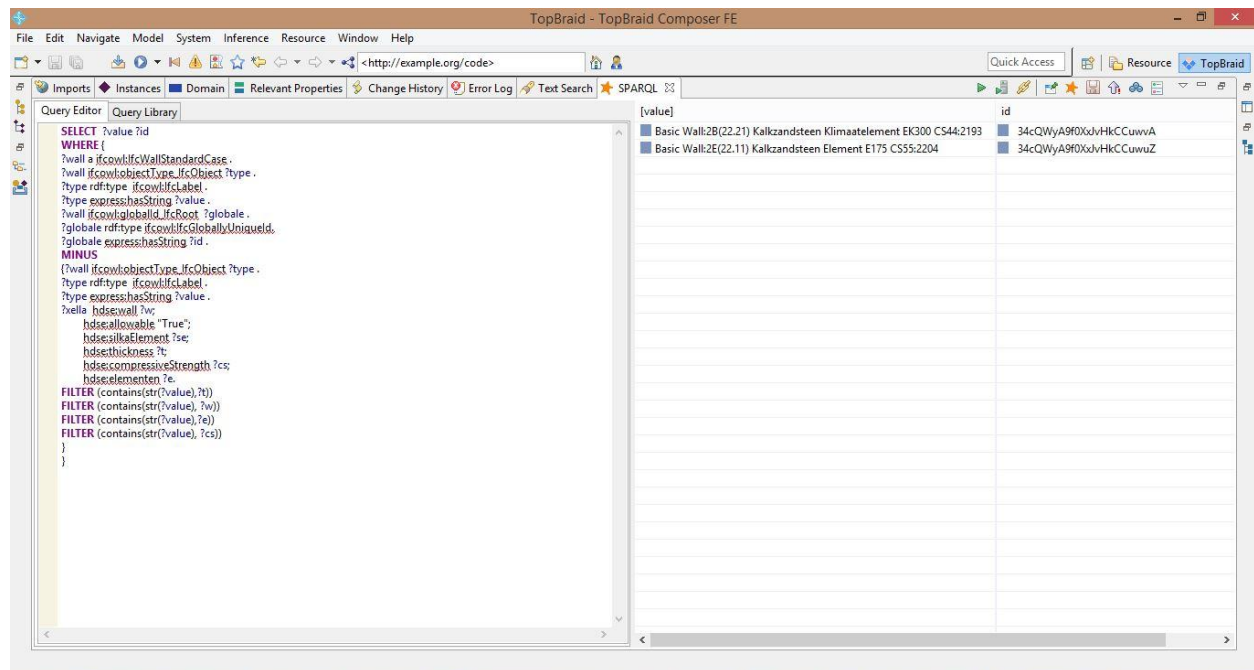 TopBraid - TopBraid Composer FE
File Edit Navigate Model System Inference Resource Window Help
<http://example.org/code>
Quick Access Resource TopBraid
Imports Instances Domain Relevant Properties Change History Error Log Text Search SPARQL
Query Editor Query Library
SELECT ?value ?id
WHERE {
?wall a ifcowl:IfcWallStandardCase .
?wall ifcowl:objectType_IfcObject ?type .
?type rdf:type ifcowl:IfcLabel .
?type express:hasString ?value .
?wall ifcowl:globalId_IfcRoot ?globale .
?globale rdf:type ifcowl:IfcGloballyUniqueId.
?globale express:hasString ?id .
MINUS
{?wall ifcowl:objectType_IfcObject ?type .
?type rdf:type ifcowl:IfcLabel .
?type express:hasString ?value .
?xella hdse:wall ?w;
hdse:allowable "True";
hdse:silkaElement ?se;
hdse:thickness ?t;
hdse:compressiveStrength ?cs;
hdse:elementen ?e.
FILTER (contains(str(?value),?t))
FILTER (contains(str(?value), ?w))
FILTER (contains(str(?value),?e))
FILTER (contains(str(?value), ?cs))
}
}
[value] id
Basic Wall:2B(22.21) Kalkzandsteen Klimaatelement EK300 CS44:2193 34cQWyA9f0XxJvHkCCuwvA
Basic Wall:2E(22.11) Kalkzandsteen Element E175 CS55:2204 34cQWyA9f0XxJvHkCCuwuZ